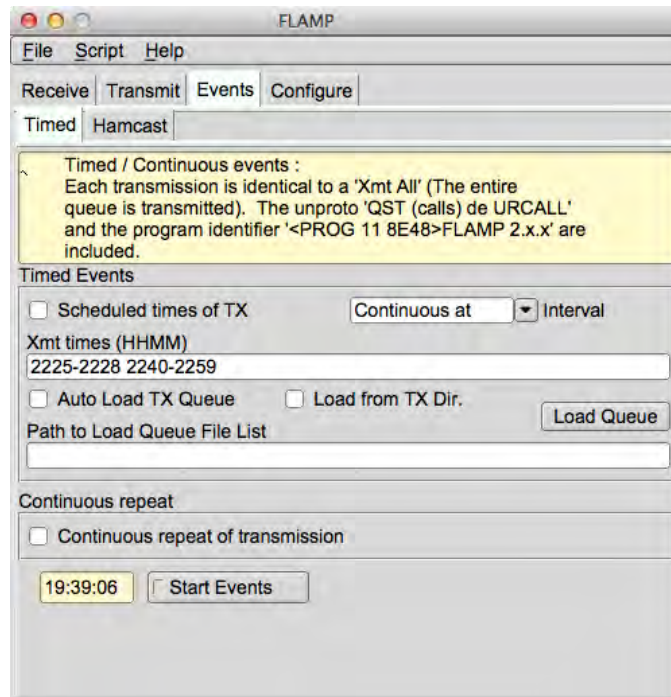 FLAMP
File Script Help
Receive Transmit Events Configure
Timed Hamcast
Timed / Continuous events :
Each transmission is identical to a 'Xmt All' (The entire
queue is transmitted). The unproto 'QST (calls) de URCALL'
and the program identifier '<PROG 11 8E48>FLAMP 2.x.x' are
included.
Timed Events
Scheduled times of TX Continuous at Interval
Xmt times (HHMM)
2225-2228 2240-2259
Auto Load TX Queue Load from TX Dir.
Load Queue
Path to Load Queue File List
Continuous repeat
Continuous repeat of transmission
19:39:06 Start Events